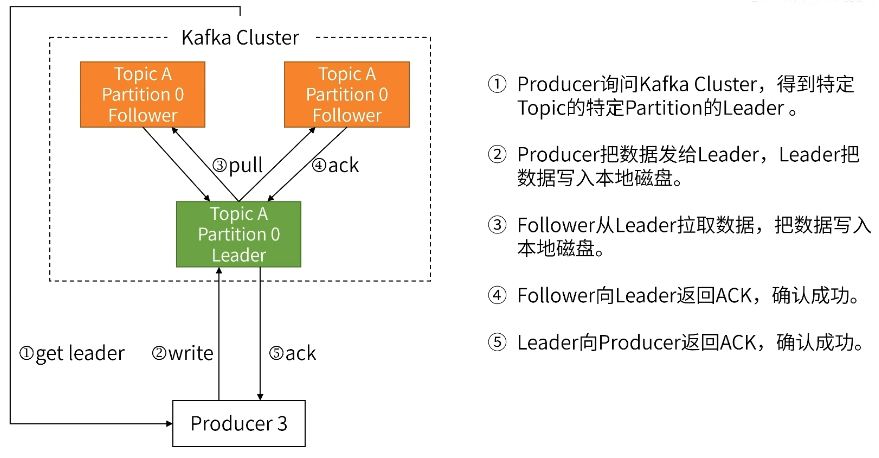 Kafka Cluster
Topic A
Partition 0
Follower
Topic A
Partition 0
Follower
③pull
④ack
Topic A
Partition 0
Leader
①get leader
②write
⑤ack
Producer 3
① Producer询问Kafka Cluster，得到特定
Topic的特定Partition的Leader 。
② Producer把数据发给Leader，Leader把
数据写入本地磁盘。
③ Follower从Leader拉取数据，把数据写入
本地磁盘。
④ Follower向Leader返回ACK，确认成功。
⑤ Leader向Producer返回ACK，确认成功。